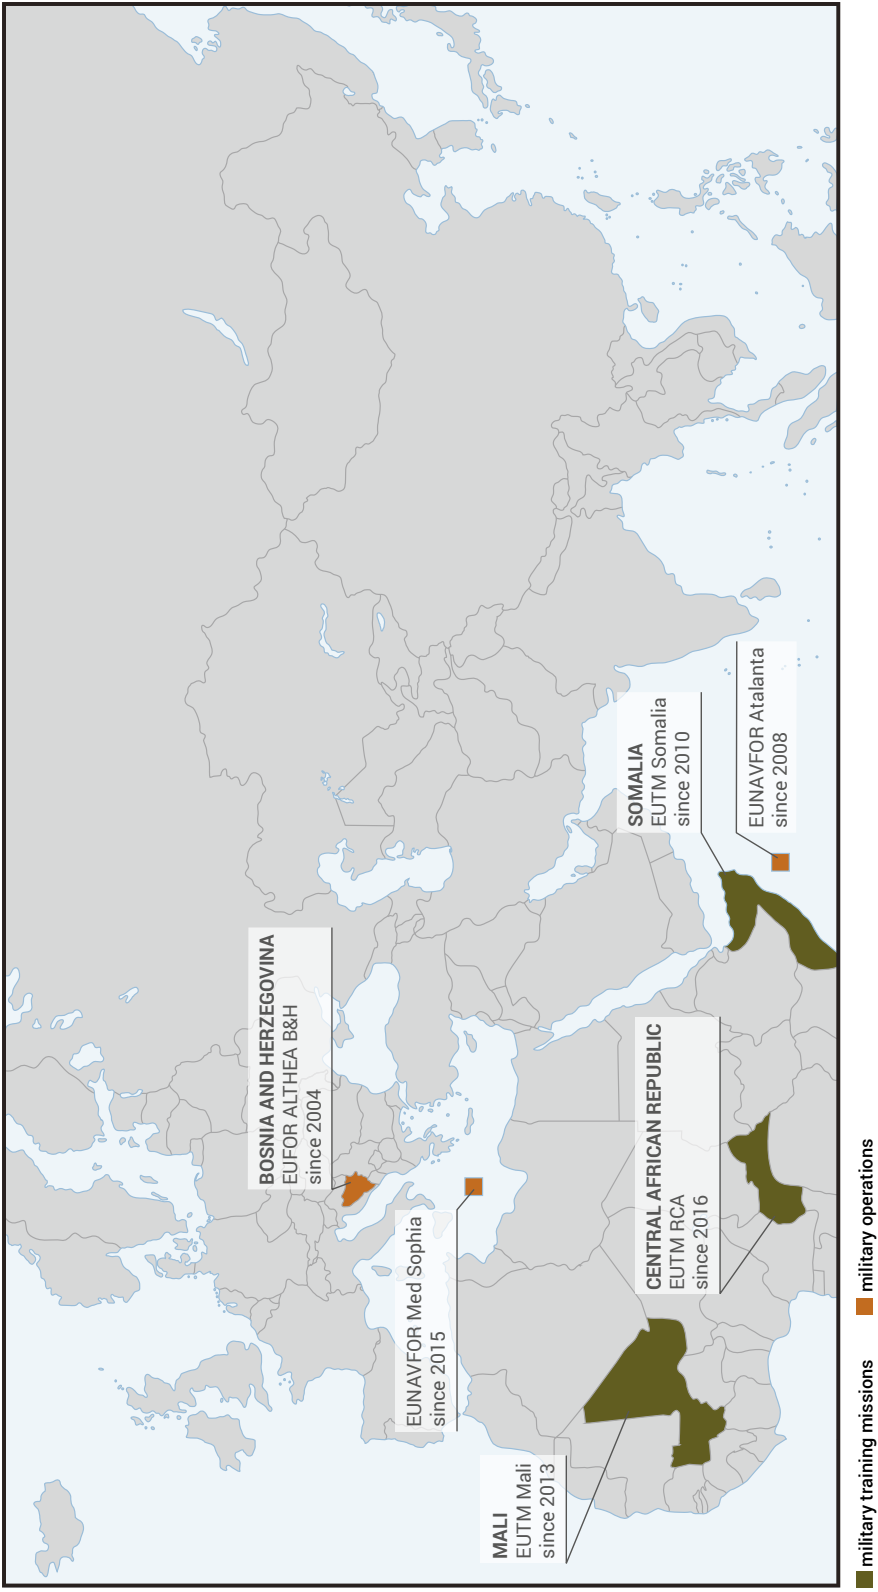 BOSNIA AND HERZEGOVINA
EUFOR ALTHEA B&H
since 2004
EUNAVFOR Med Sophia
since 2015
MALI
EUTM Mali
since 2013
CENTRAL AFRICAN REPUBLIC
EUTM RCA
since 2016
SOMALIA
EUTM Somalia
since 2010
EUNAVFOR Atalanta
since 2008
military training missions
military operations